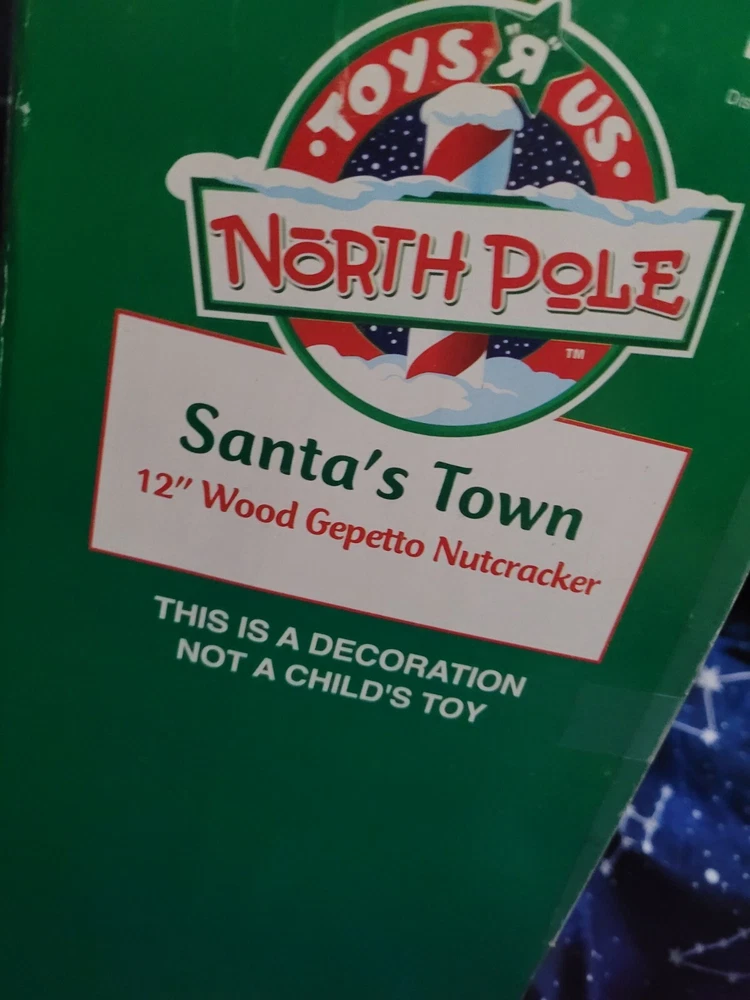 ·TOYS "R" US·
NORTH POLE
TM
Santa's Town
12" Wood Gepetto Nutcracker
THIS IS A DECORATION
NOT A CHILD'S TOY